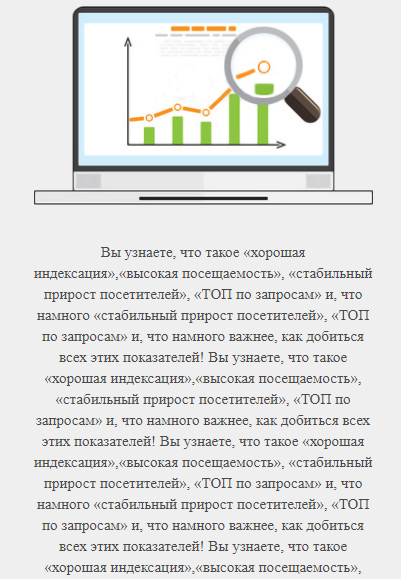 Вы узнаете, что такое «хорошая
индексация»,«высокая посещаемость», «стабильный
прирост посетителей», «ТОП по запросам» и, что
намного «стабильный прирост посетителей», «ТОП
по запросам» и, что намного важнее, как добиться
всех этих показателей! Вы узнаете, что такое
«хорошая индексация»,«высокая посещаемость»,
«стабильный прирост посетителей», «ТОП по
запросам» и, что намного важнее, как добиться всех
этих показателей! Вы узнаете, что такое «хорошая
индексация»,«высокая посещаемость», «стабильный
прирост посетителей», «ТОП по запросам» и, что
намного «стабильный прирост посетителей», «ТОП
по запросам» и, что намного важнее, как добиться
всех этих показателей! Вы узнаете, что такое
«хорошая индексация»,«высокая посещаемость»,